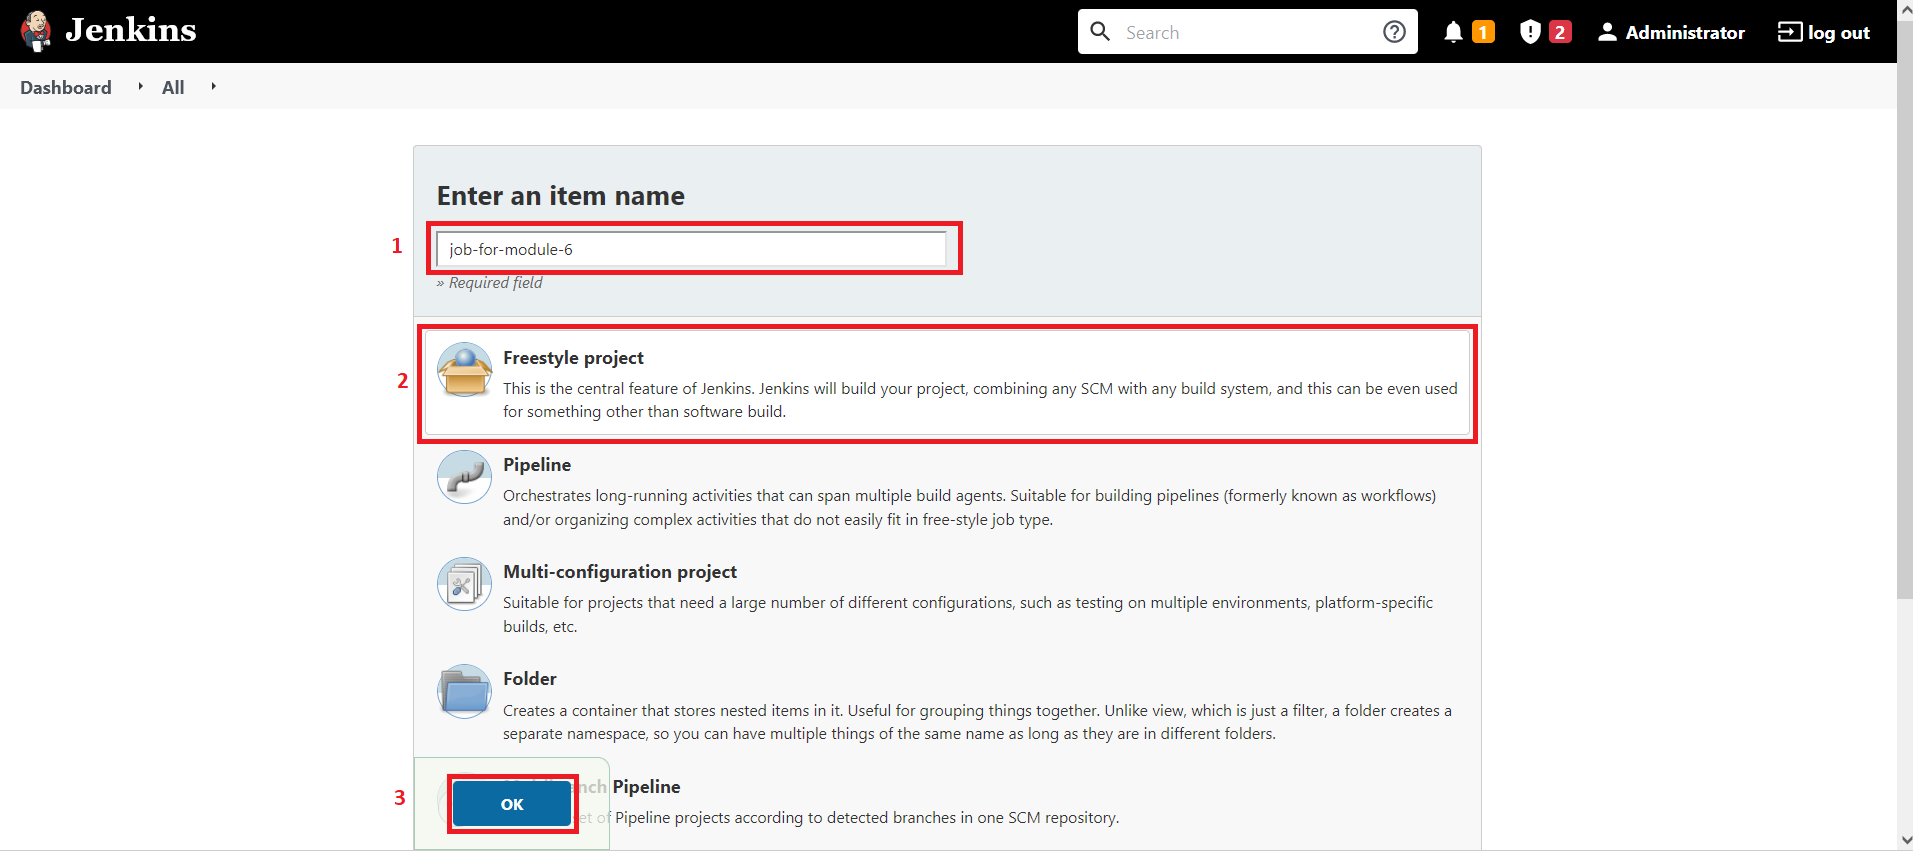 Jenkins
Search
1
2
Administrator
log out
Dashboard
All
Enter an item name
1
job-for-module-6
» Required field
2
Freestyle project
This is the central feature of Jenkins. Jenkins will build your project, combining any SCM with any build system, and this can be even used
for something other than software build.
Pipeline
Orchestrates long-running activities that can span multiple build agents. Suitable for building pipelines (formerly known as workflows)
and/or organizing complex activities that do not easily fit in free-style job type.
Multi-configuration project
Suitable for projects that need a large number of different configurations, such as testing on multiple environments, platform-specific
builds, etc.
Folder
Creates a container that stores nested items in it. Useful for grouping things together. Unlike view, which is just a filter, a folder creates a
separate namespace, so you can have multiple things of the same name as long as they are in different folders.
Pipeline
3
OK
set of Pipeline projects according to detected branches in one SCM repository.